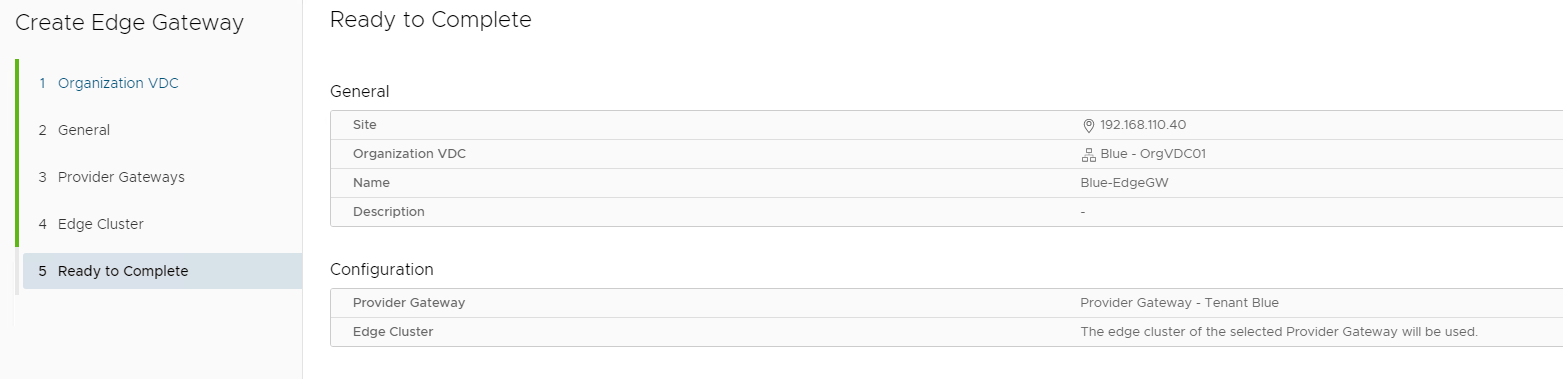 Create Edge Gateway
1 Organization VDC
2 General
3 Provider Gateways
4 Edge Cluster
5 Ready to Complete
Ready to Complete
General
Site 192.168.110.40
Organization VDC Blue - OrgVDC01
Name Blue-EdgeGW
Description -
Configuration
Provider Gateway Provider Gateway - Tenant Blue
Edge Cluster The edge cluster of the selected Provider Gateway will be used.